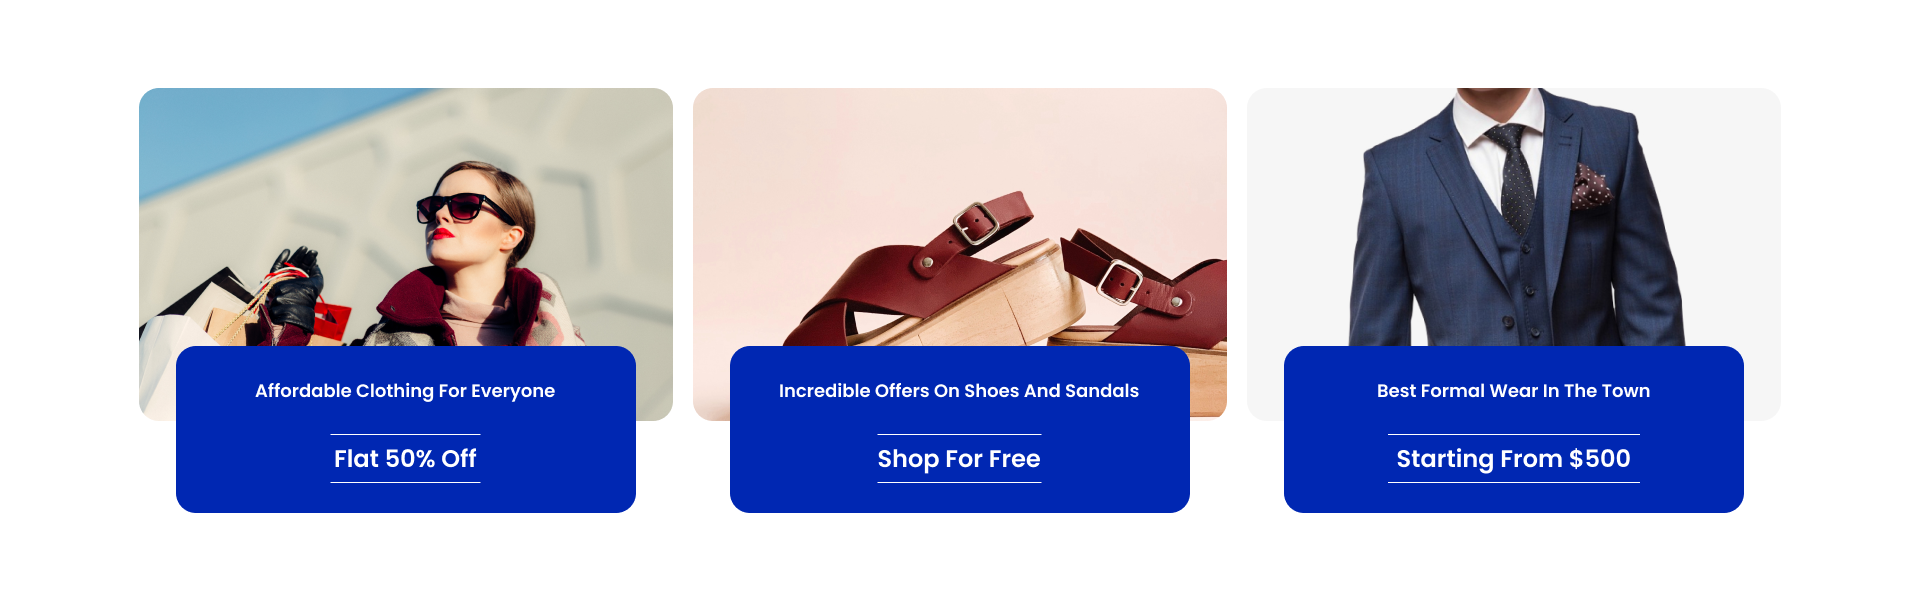 Affordable Clothing For Everyone
Flat 50% Off
Incredible Offers On Shoes And Sandals
Shop For Free
Best Formal Wear In The Town
Starting From $500